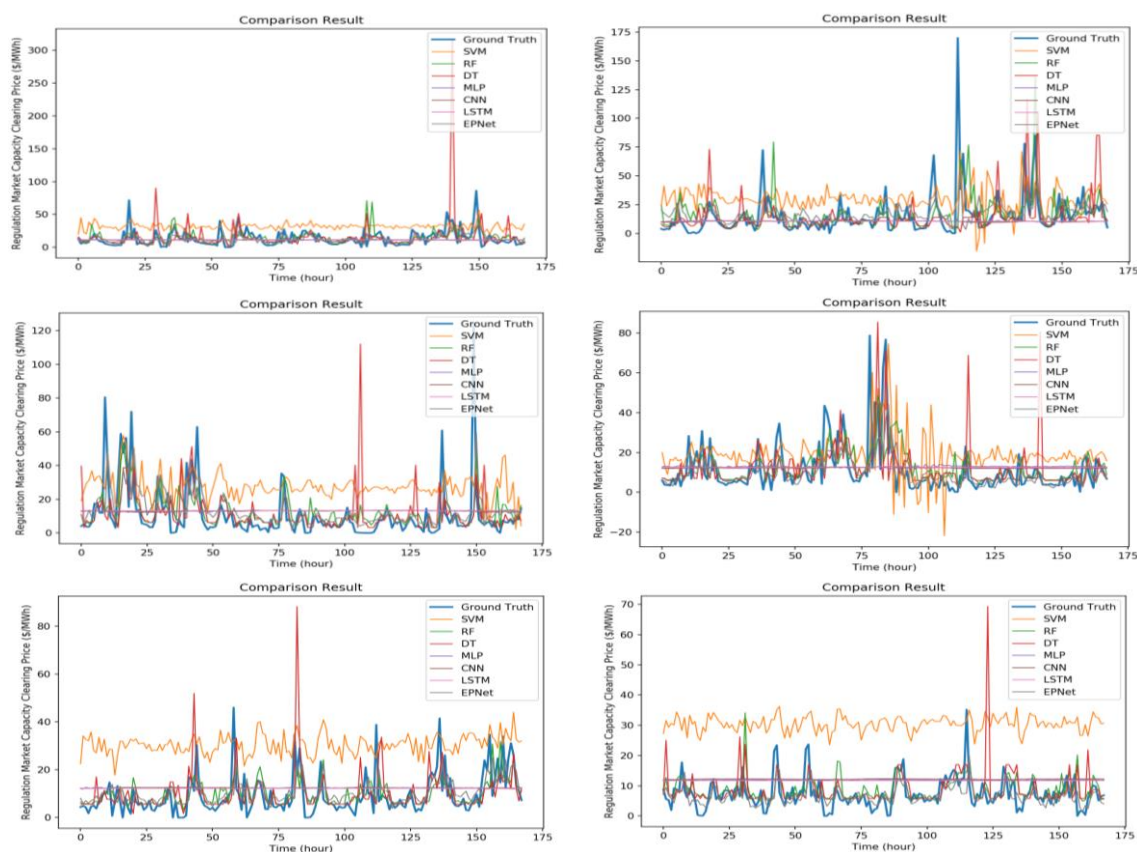 Comparison Result
Regulation Market Capacity Clearing Price ($/MWh)
300
250
200
150
100
50
0
Ground Truth
SVM
RF
DT
MLP
CNN
LSTM
EPNet
0 25 50 75 100 125 150 175
Time (hour)
Comparison Result
Regulation Market Capacity Clearing Price ($/MWh)
175
150
125
100
75
50
25
0
Ground Truth
SVM
RF
DT
MLP
CNN
LSTM
EPNet
0 25 50 75 100 125 150 175
Time (hour)
Comparison Result
Regulation Market Capacity Clearing Price ($/MWh)
120
100
80
60
40
20
0
Ground Truth
SVM
RF
DT
MLP
CNN
LSTM
EPNet
0 25 50 75 100 125 150 175
Time (hour)
Comparison Result
Regulation Market Capacity Clearing Price ($/MWh)
80
60
40
20
0
−20
Ground Truth
SVM
RF
DT
MLP
CNN
LSTM
EPNet
0 25 50 75 100 125 150 175
Time (hour)
Comparison Result
Regulation Market Capacity Clearing Price ($/MWh)
80
60
40
20
0
Ground Truth
SVM
RF
DT
MLP
CNN
LSTM
EPNet
0 25 50 75 100 125 150 175
Time (hour)
Comparison Result
Regulation Market Capacity Clearing Price ($/MWh)
70
60
50
40
30
20
10
0
Ground Truth
SVM
RF
DT
MLP
CNN
LSTM
EPNet
0 25 50 75 100 125 150 175
Time (hour)